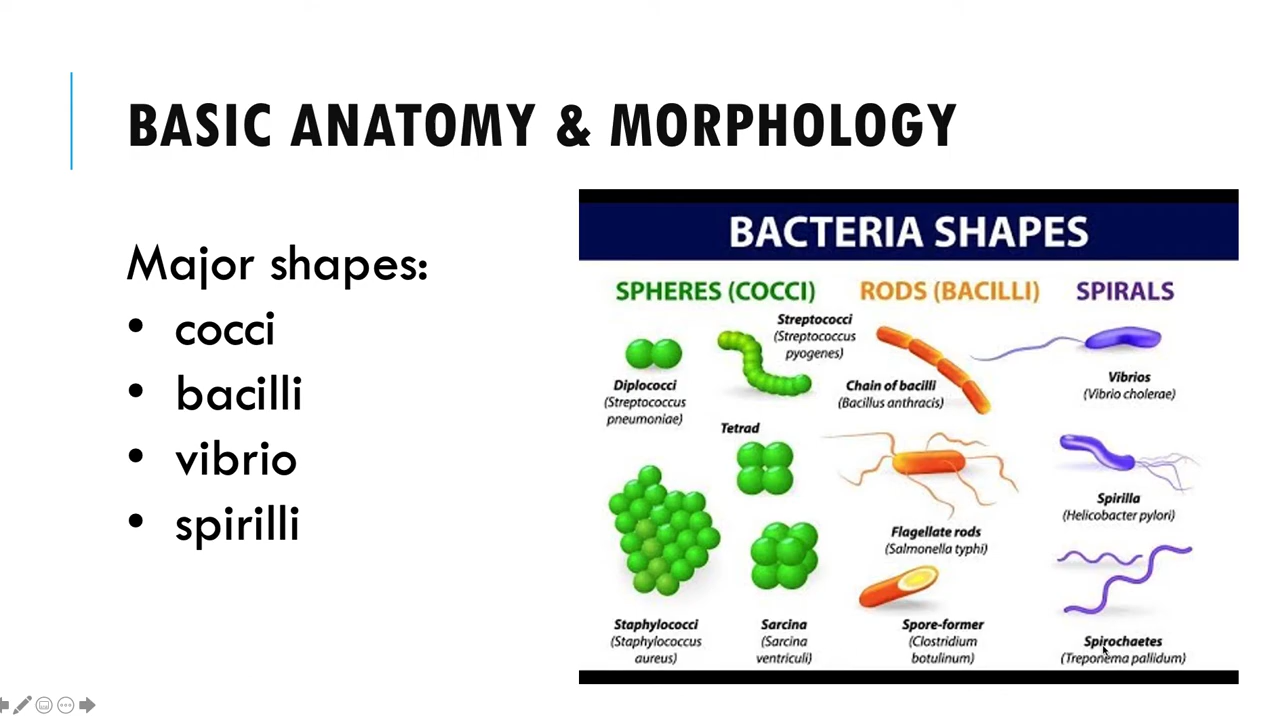 BASIC ANATOMY & MORPHOLOGY
Major shapes:
• cocci
• bacilli
• vibrio
• spirilli
BACTERIA SHAPES
SPHERES (COCCI)
Diplococci
(Streptococcus
pneumoniae)
Streptococci
(Streptococcus
pyogenes)
Tetrad
Staphylococci
(Staphylococcus
aureus)
Sarcina
(Sarcina
ventriculi)
RODS (BACILLI)
Chain of bacilli
(Bacillus anthracis)
Flagellate rods
(Salmonella typhi)
Spore-former
(Clostridium
botulinum)
SPIRALS
Vibrios
(Vibrio cholerae)
Spirilla
(Helicobacter pylori)
Spirochaetes
(Treponema pallidum)